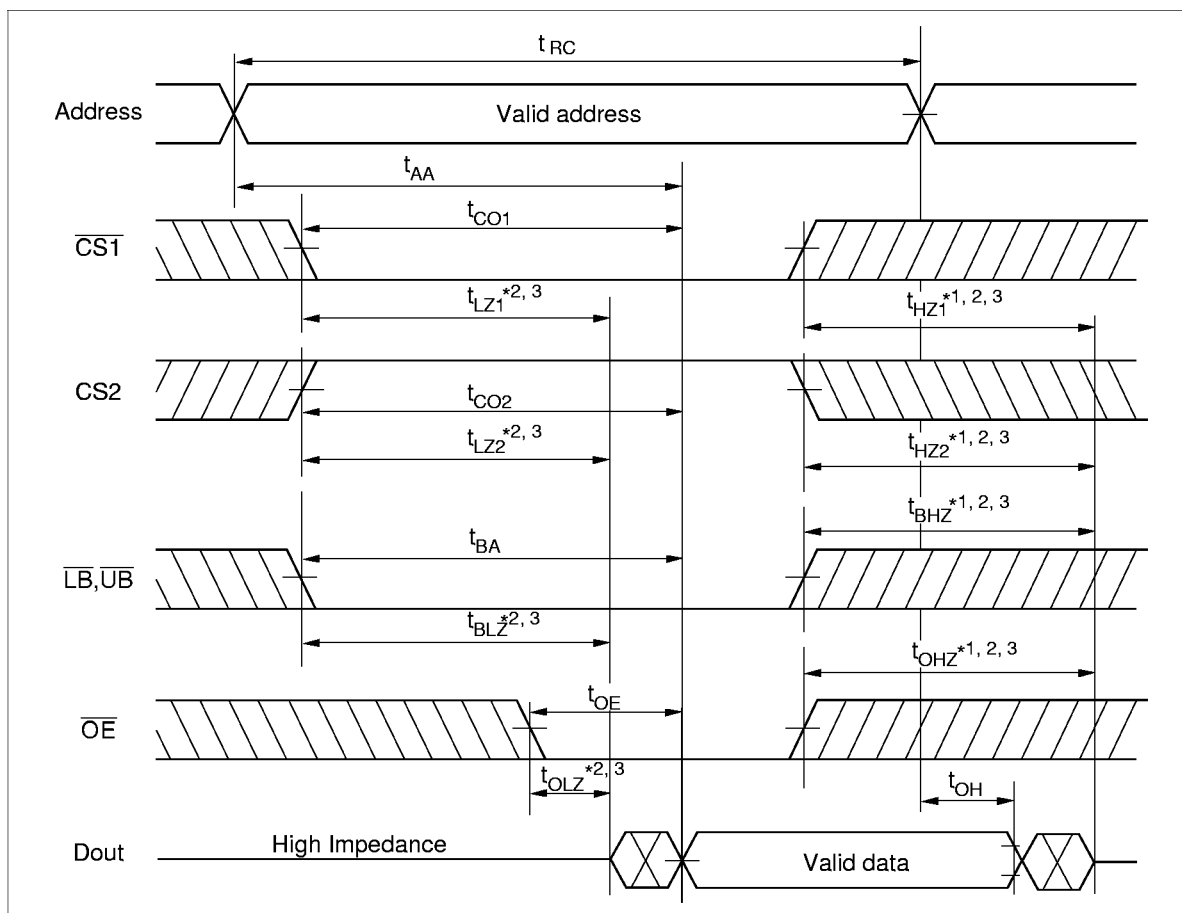 tRC
Address
Valid address
tAA
CS1
tCO1
tLZ1*2, 3
tHZ1*1, 2, 3
CS2
tCO2
tLZ2*2, 3
tHZ2*1, 2, 3
tBHZ*1, 2, 3
LB,UB
tBA
tBLZ*2, 3
tOHZ*1, 2, 3
OE
tOE
tOLZ*2, 3
tOH
Dout
High Impedance
Valid data